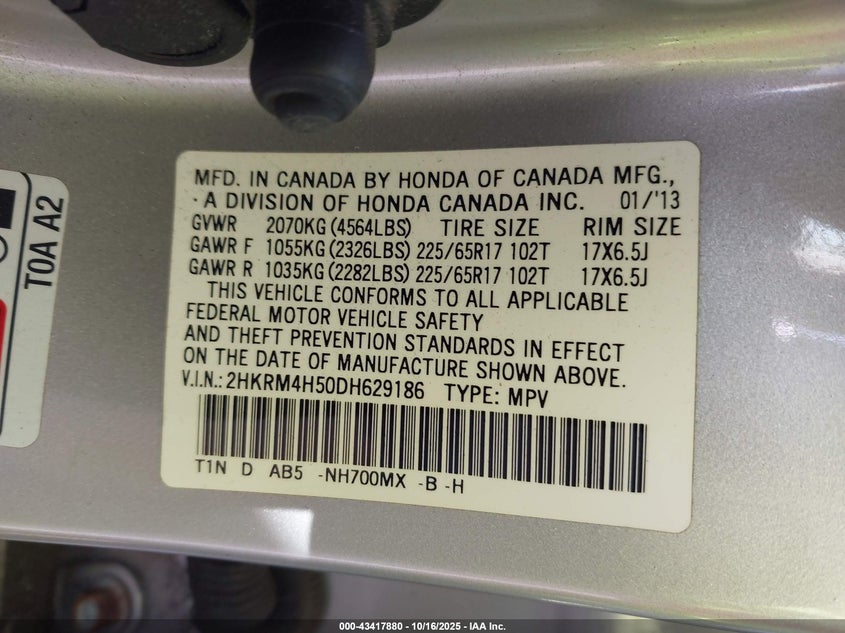 MFD. IN CANADA BY HONDA OF CANADA MFG.,
· A DIVISION OF HONDA CANADA INC. 01/'13
GVWR 2070KG (4564LBS) TIRE SIZE RIM SIZE
GAWR F 1055KG (2326LBS) 225/65R17 102T 17X6.5J
GAWR R 1035KG (2282LBS) 225/65R17 102T 17X6.5J
THIS VEHICLE CONFORMS TO ALL APPLICABLE
FEDERAL MOTOR VEHICLE SAFETY
AND THEFT PREVENTION STANDARDS IN EFFECT
ON THE DATE OF MANUFACTURE SHOWN ABOVE.
V.I.N.: 2HKRM4H50DH629186 TYPE: MPV
T1N D AB5 -NH700MX -B -H
T0A A2
000-43417880 - 10/16/2025 - IAA Inc.